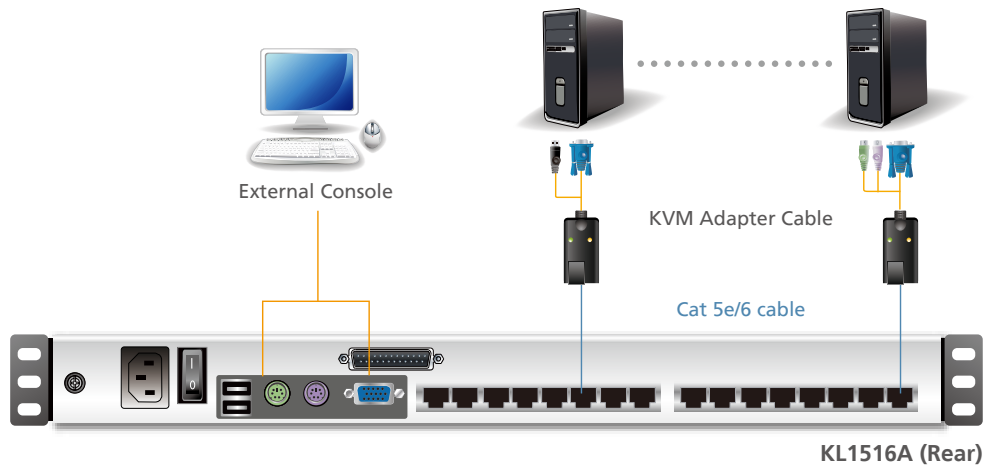 External Console
KVM Adapter Cable
Cat 5e/6 cable
I
O
KL1516A (Rear)